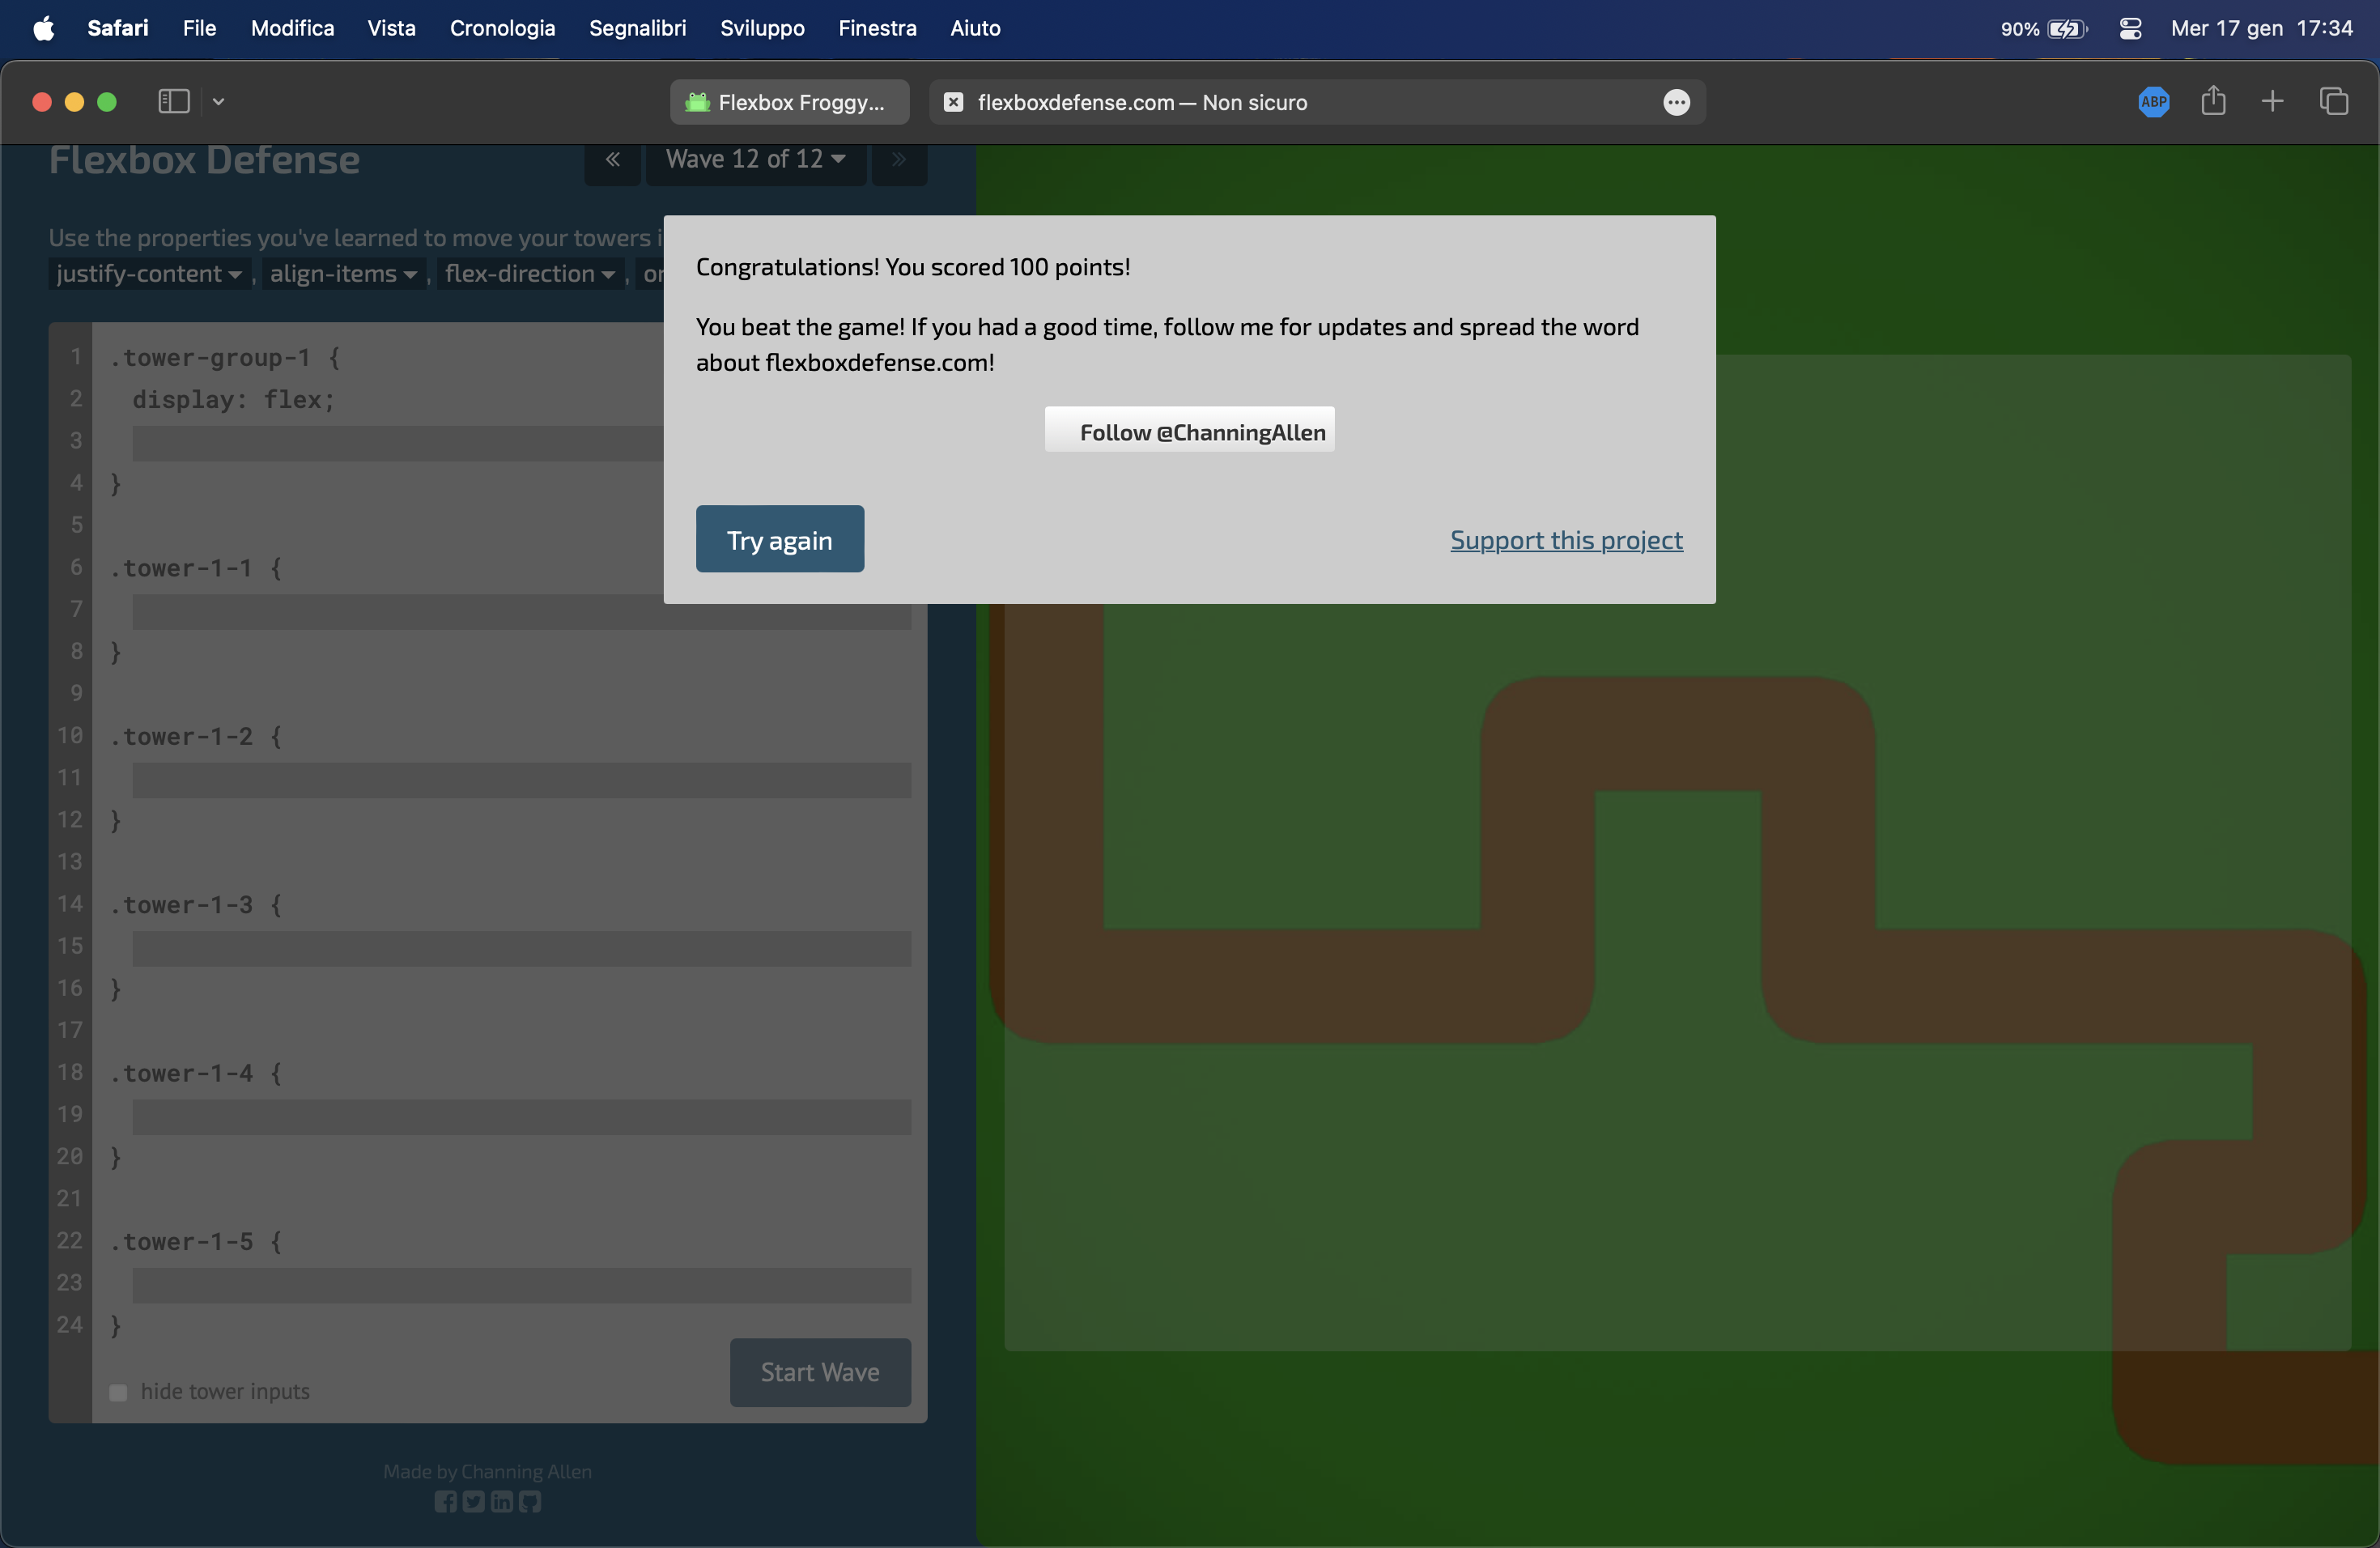 Safari File Modifica Vista Cronologia Segnalibri Sviluppo Finestra Aiuto 90% Mer 17 gen 17:34
Flexbox Froggy... flexboxdefense.com — Non sicuro ABP
Flexbox Defense « Wave 12 of 12 »
Use the properties you've learned to move your towers
justify-content , align-items , flex-direction ,
Congratulations! You scored 100 points!
You beat the game! If you had a good time, follow me for updates and spread the word
about flexboxdefense.com!
Follow @ChanningAllen
Try again Support this project
1 .tower-group-1 {
2 display: flex;
3
4 }
5
6 .tower-1-1 {
7
8 }
9
10 .tower-1-2 {
11
12 }
13
14 .tower-1-3 {
15
16 }
17
18 .tower-1-4 {
19
20 }
21
22 .tower-1-5 {
23
24 }
Start Wave
hide tower inputs
Made by Channing Allen